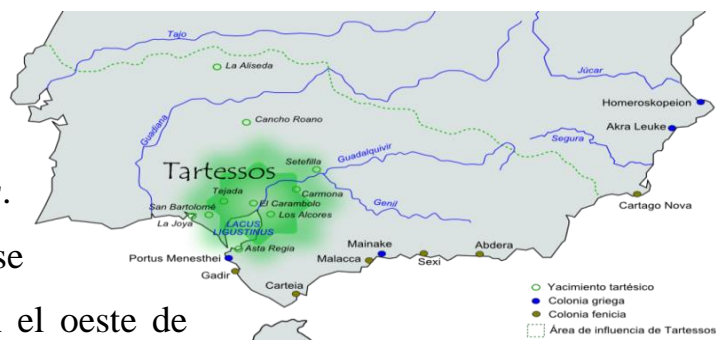 Tajo
La Aliseda
Júcar
Guadiana
Cancho Roano
Homeroskopeion
Akra Leuke
Segura
Guadalquivir
Setefilla
Tartessos
Tejada
Carmona
Genil
San Bartolomé
El Carambolo
Cartago Nova
La Joya
LACUS
LIGUSTINUS
Los Alcores
Asta Regia
Portus Menesthei
Mainake
Abdera
Gadir
Malacca
Sexi
Carteia
Yacimiento tartésico
Colonia griega
Colonia fenicia
Área de influencia de Tartessos
se
el oeste de